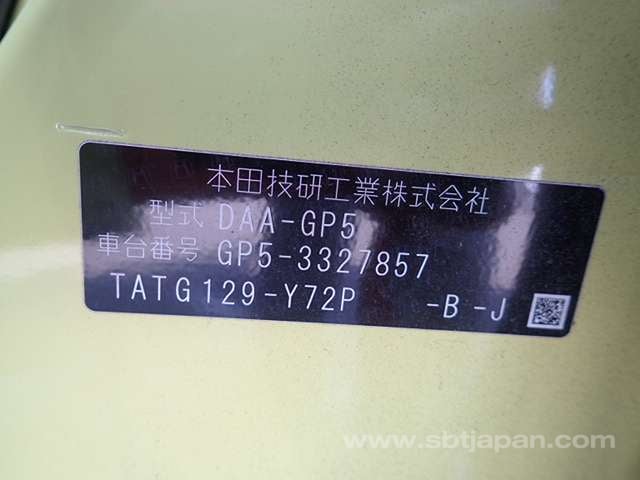 本田技研工業株式会社
型式 DAA-GP5
車台番号 GP5-3327857
TATG129-Y72P -B -J
www.sbtjapan.com